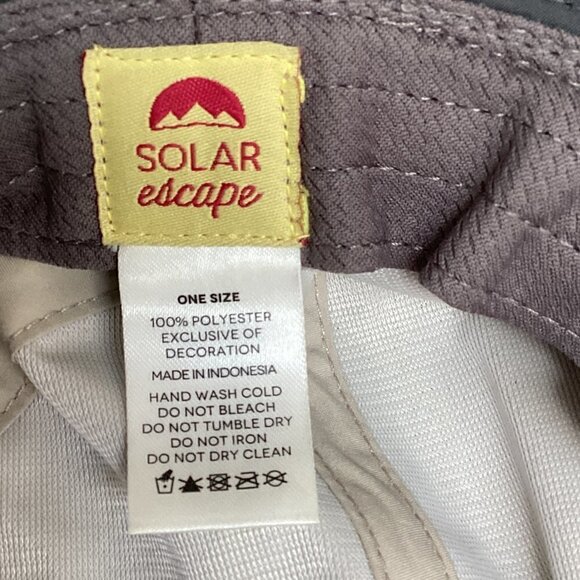 SOLAR
escape
ONE SIZE
100% POLYESTER
EXCLUSIVE OF
DECORATION
MADE IN INDONESIA
HAND WASH COLD
DO NOT BLEACH
DO NOT TUMBLE DRY
DO NOT IRON
DO NOT DRY CLEAN